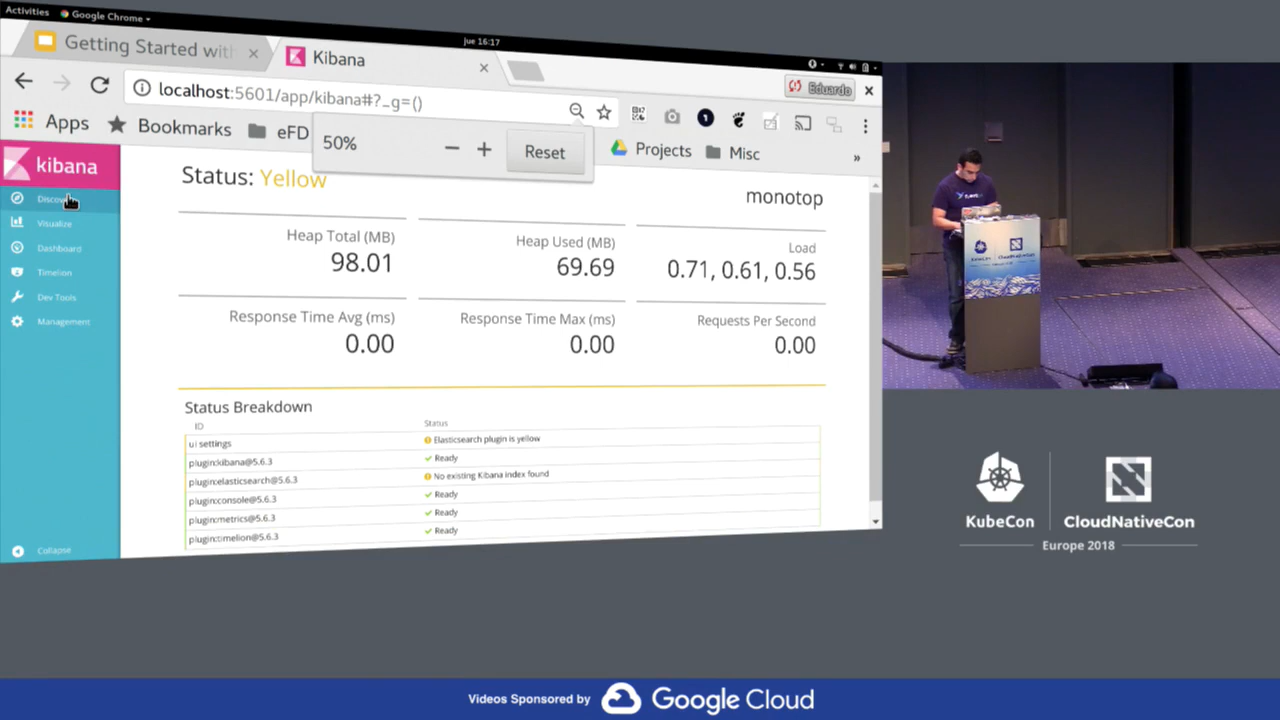 Activities Google Chrome
jue 16:17
Getting Started wit
Kibana
Eduardo
localhost:5601/app/kibana#?_g=()
Apps Bookmarks eFD Projects Misc »
50% − + Reset
kibana
Discov
Visualize
Dashboard
Timelion
Dev Tools
Management
Collapse
Status: Yellow
monotop
Heap Total (MB)
98.01
Heap Used (MB)
69.69
Load
0.71, 0.61, 0.56
Response Time Avg (ms)
0.00
Response Time Max (ms)
0.00
Requests Per Second
0.00
Status Breakdown
ID Status
ui settings Elasticsearch plugin is yellow
plugin:kibana@5.6.3 Ready
plugin:elasticsearch@5.6.3 No existing Kibana index found
plugin:console@5.6.3 Ready
plugin:metrics@5.6.3 Ready
plugin:timelion@5.6.3 Ready
KubeCon CloudNativeCon
KubeCon CloudNativeCon
Europe 2018
Videos Sponsored by Google Cloud